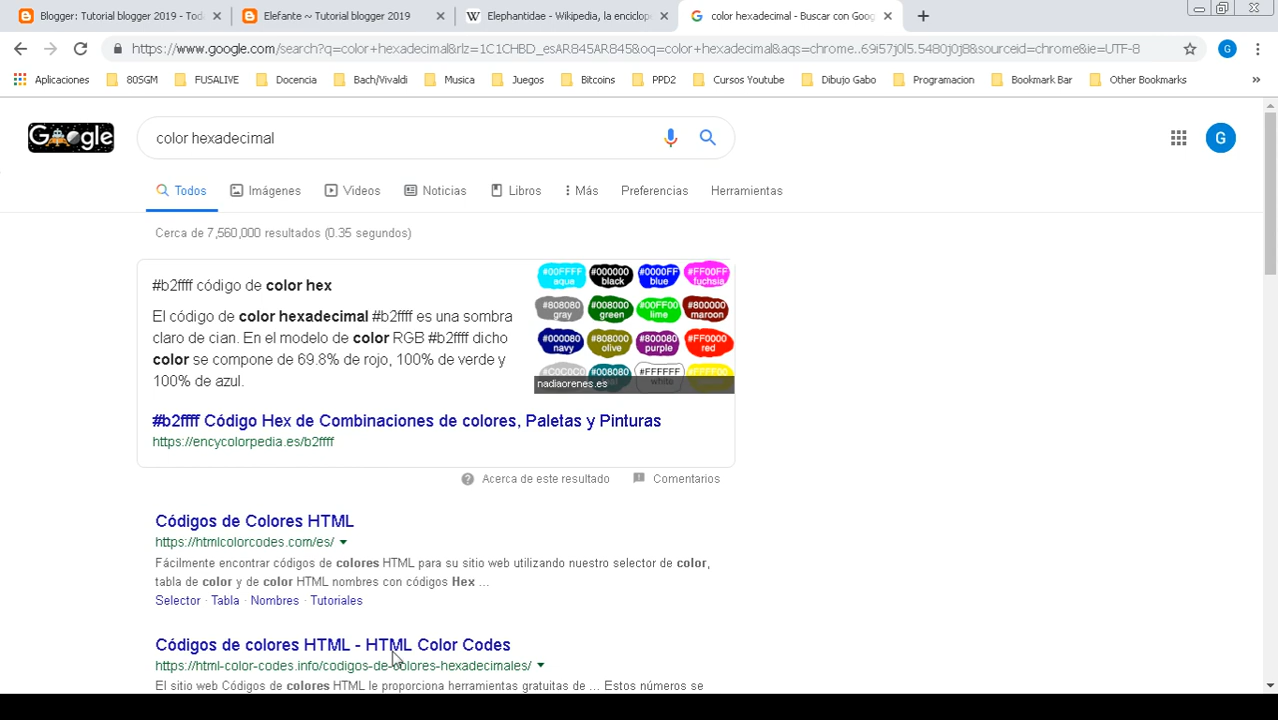 Blogger: Tutorial blogger 2019 - Tod
Elefante ~ Tutorial blogger 2019
Elephantidae - Wikipedia, la enciclop
color hexadecimal - Buscar con Goog
https://www.google.com/search?q=color+hexadecimal&rlz=1C1CHBD_esAR845AR845&oq=color+hexadecimal&aqs=chrome..69i57j0l5.5480j0j8&sourceid=chrome&ie=UTF-8
G
Aplicaciones
805GM
FUSALIVE
Docencia
Bach/Vivaldi
Musica
Juegos
Bitcoins
PPD2
Cursos Youtube
Dibujo Gabo
Programacion
Bookmark Bar
Other Bookmarks
Google
color hexadecimal
G
Todos
Imágenes
Videos
Noticias
Libros
Más
Preferencias
Herramientas
Cerca de 7,560,000 resultados (0.35 segundos)
#b2ffff código de color hex
El código de color hexadecimal #b2ffff es una sombra
claro de cian. En el modelo de color RGB #b2ffff dicho
color se compone de 69.8% de rojo, 100% de verde y
100% de azul.
#00FFFF
aque
#000000
black
#0000FF
blue
#FF00FF
fuchsia
#808080
gray
#008000
green
#00FF00
lime
#800000
maroon
#000080
navy
#808000
olive
#800080
purple
#FF0000
red
#C0C0C0
#008080
#FFFFFF
white
#FFFF00
nadiaorenes.es
#b2ffff Código Hex de Combinaciones de colores, Paletas y Pinturas
https://encycolorpedia.es/b2ffff
Acerca de este resultado
Comentarios
Códigos de Colores HTML
https://htmlcolorcodes.com/es/
Fácilmente encontrar códigos de colores HTML para su sitio web utilizando nuestro selector de color,
tabla de color y de color HTML nombres con códigos Hex ...
Selector · Tabla · Nombres · Tutoriales
Códigos de colores HTML - HTML Color Codes
https://html-color-codes.info/codigos-de-colores-hexadecimales/
El sitio web Códigos de colores HTML le proporciona herramientas gratuitas de ... Estos números se